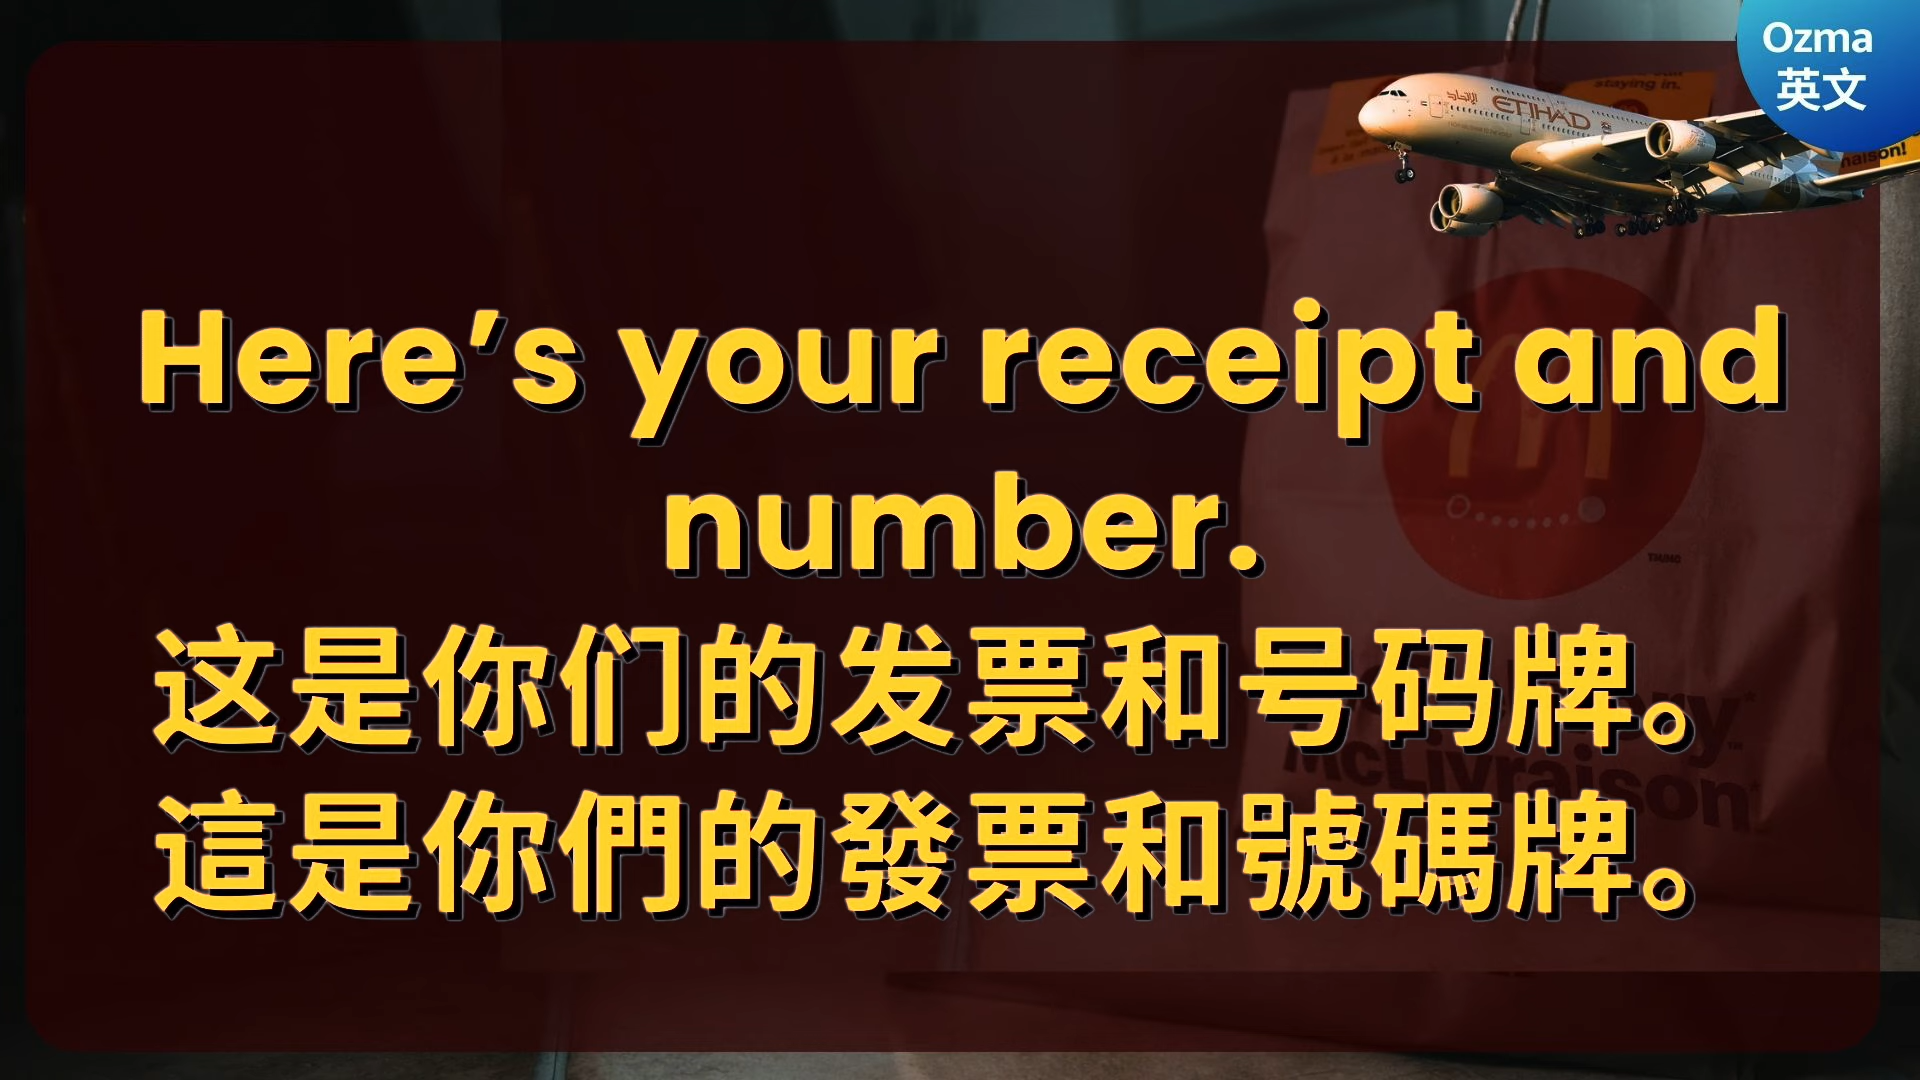 Ozma
英文
staying in.
الإتحاد
ETIHAD
Here’s your receipt and
number.
这是你们的发票和号码牌。
McLivraison
這是你們的發票和號碼牌。